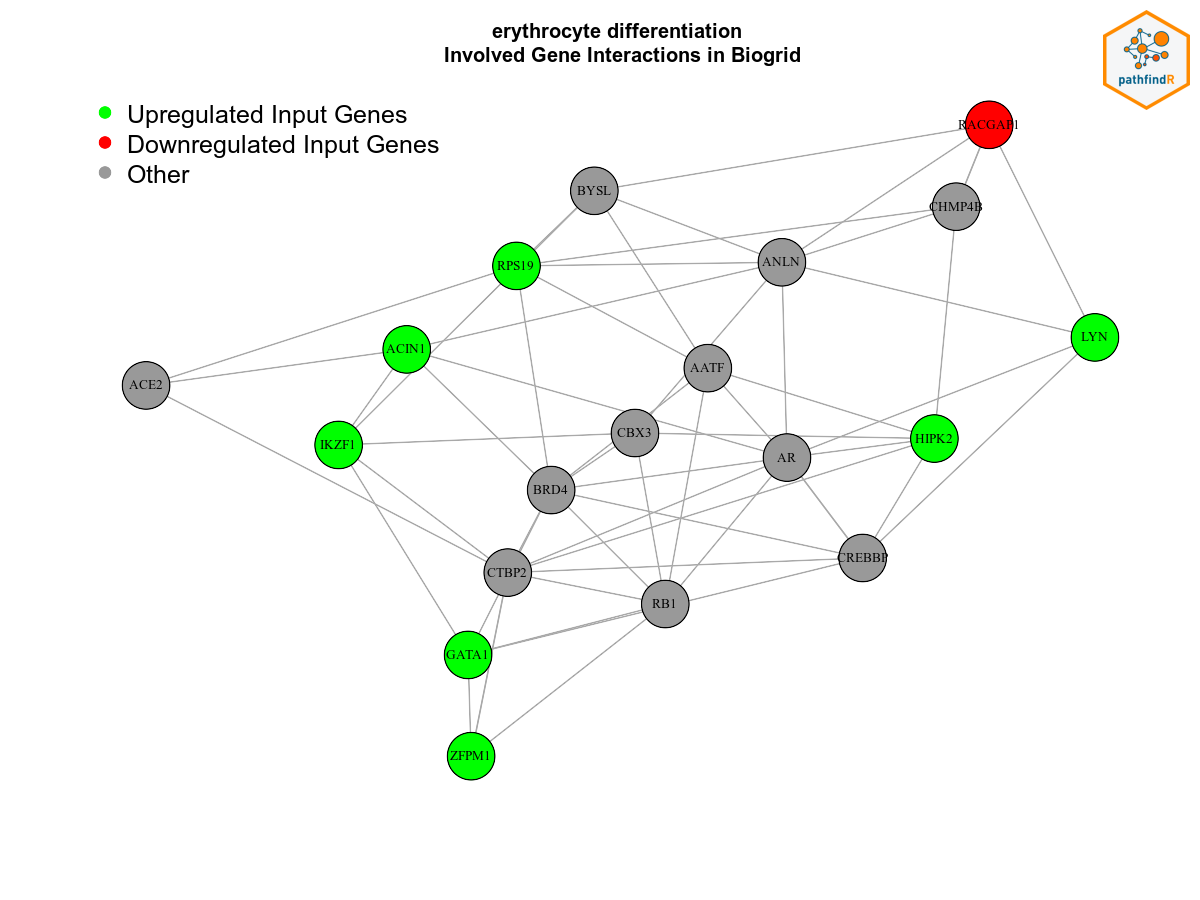 erythrocyte differentiation
Involved Gene Interactions in Biogrid
pathfindR
Upregulated Input Genes
Downregulated Input Genes
Other
RACGAP1
BYSL
CHMP4B
ANLN
RPS19
LYN
ACIN1
AATF
ACE2
CBX3
HIPK2
IKZF1
AR
BRD4
CREBBP
CTBP2
RB1
GATA1
ZFPM1